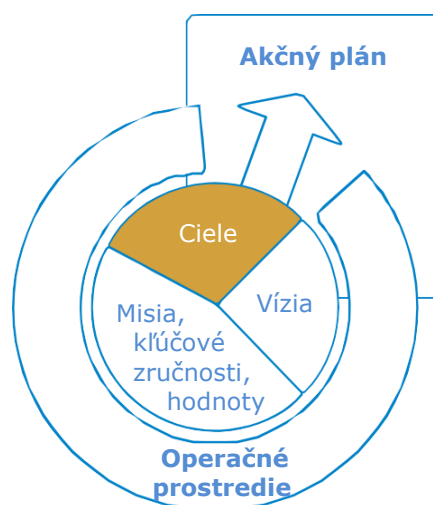 Akčný plán
Ciele
Vízia
Misia,
kľúčové
zručnosti,
hodnoty
Operačné
prostredie